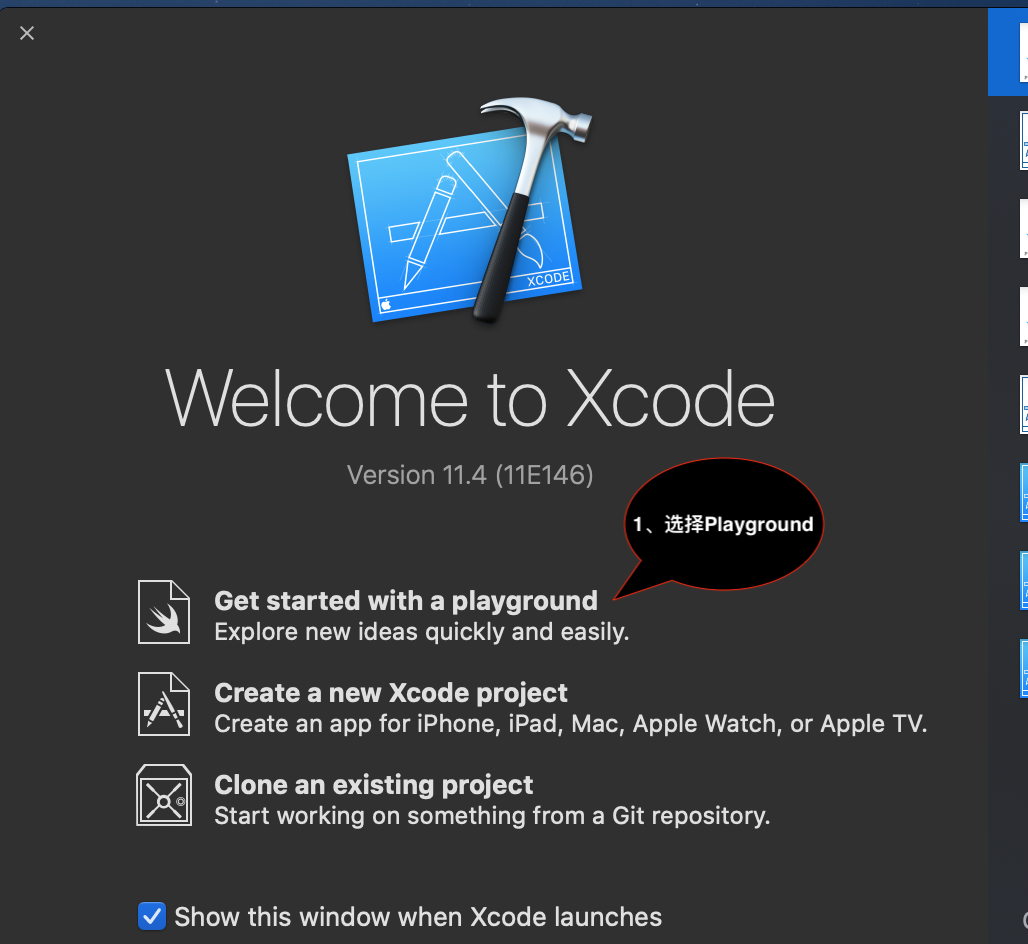 XCODE
Welcome to Xcode
Version 11.4 (11E146)
1、选择Playground
Get started with a playground
Explore new ideas quickly and easily.
Create a new Xcode project
Create an app for iPhone, iPad, Mac, Apple Watch, or Apple TV.
Clone an existing project
Start working on something from a Git repository.
Show this window when Xcode launches